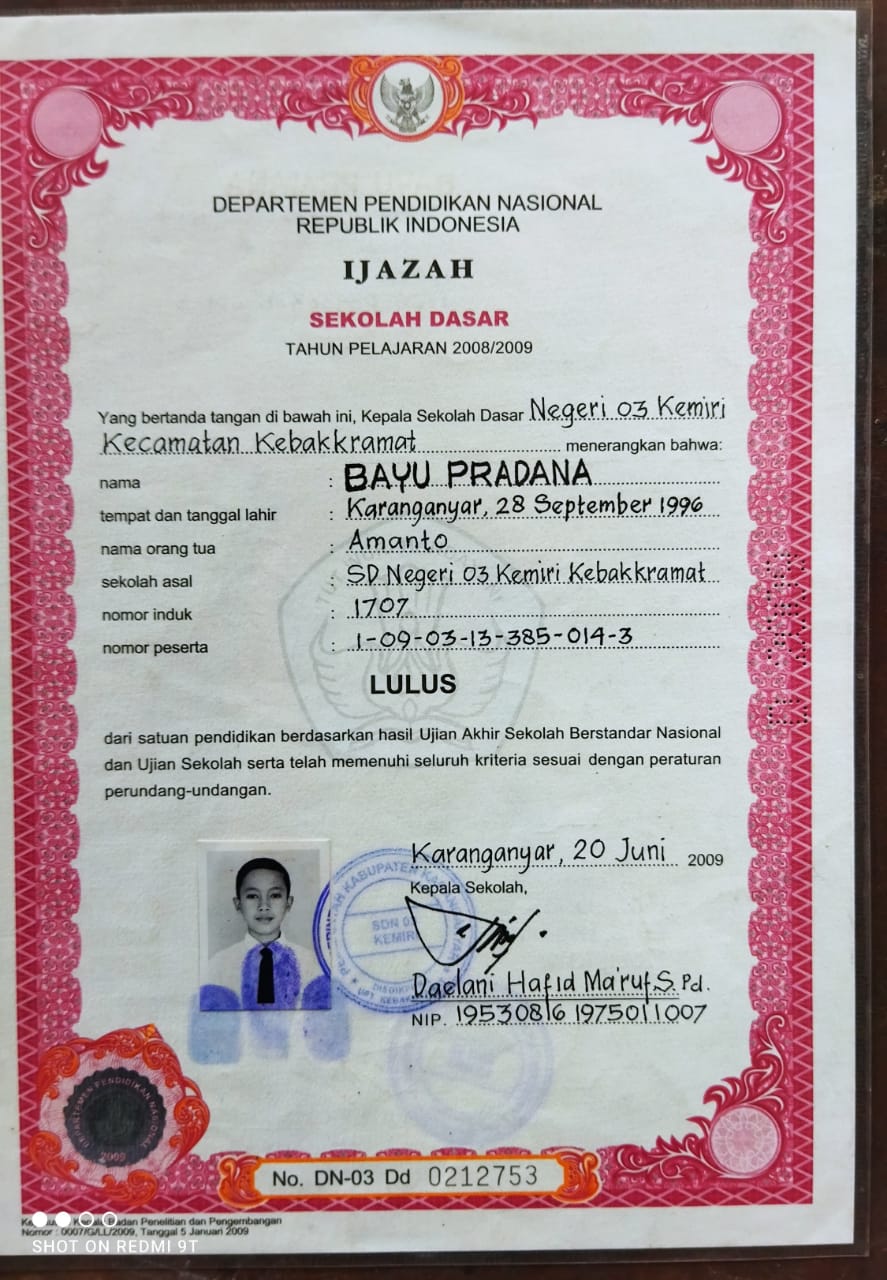 DEPARTEMEN PENDIDIKAN NASIONAL
REPUBLIK INDONESIA
IJAZAH
SEKOLAH DASAR
TAHUN PELAJARAN 2008/2009
Yang bertanda tangan di bawah ini, Kepala Sekolah Dasar Negeri 03 Kemiri
Kecamatan Kebakkramat menerangkan bahwa:
nama : BAYU PRADANA
tempat dan tanggal lahir : Karanganyar, 28 September 1996
nama orang tua : Amanto
sekolah asal : SD Negeri 03 Kemiri Kebakkramat
nomor induk : 1707
nomor peserta : 1-09-03-13-385-014-3
LULUS
dari satuan pendidikan berdasarkan hasil Ujian Akhir Sekolah Berstandar Nasional
dan Ujian Sekolah serta telah memenuhi seluruh kriteria sesuai dengan peraturan
perundang-undangan.
Karanganyar, 20 Juni 2009
Kepala Sekolah,
KABUPATEN
SDN 03
KEMIRI
Daelani Hafid Ma'ruf,S. Pd.
NIP. 19530816 197501 1007
DEPARTEMEN PENDIDIKAN NASIONAL
2009
No. DN-03 Dd 0212753
Kepala Badan Penelitian dan Pengembangan
Nomor : 0007/G/LL/2009, Tanggal 5 Januari 2009
SHOT ON REDMI 9T